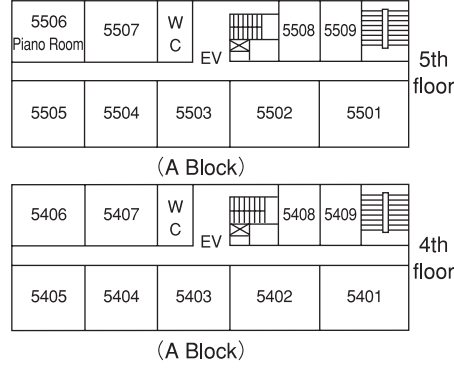 5506
Piano Room
5507
W
C
EV
5508
5509
5th
floor
5505
5504
5503
5502
5501
(A Block)
5406
5407
W
C
EV
5408
5409
4th
floor
5405
5404
5403
5402
5401
(A Block)